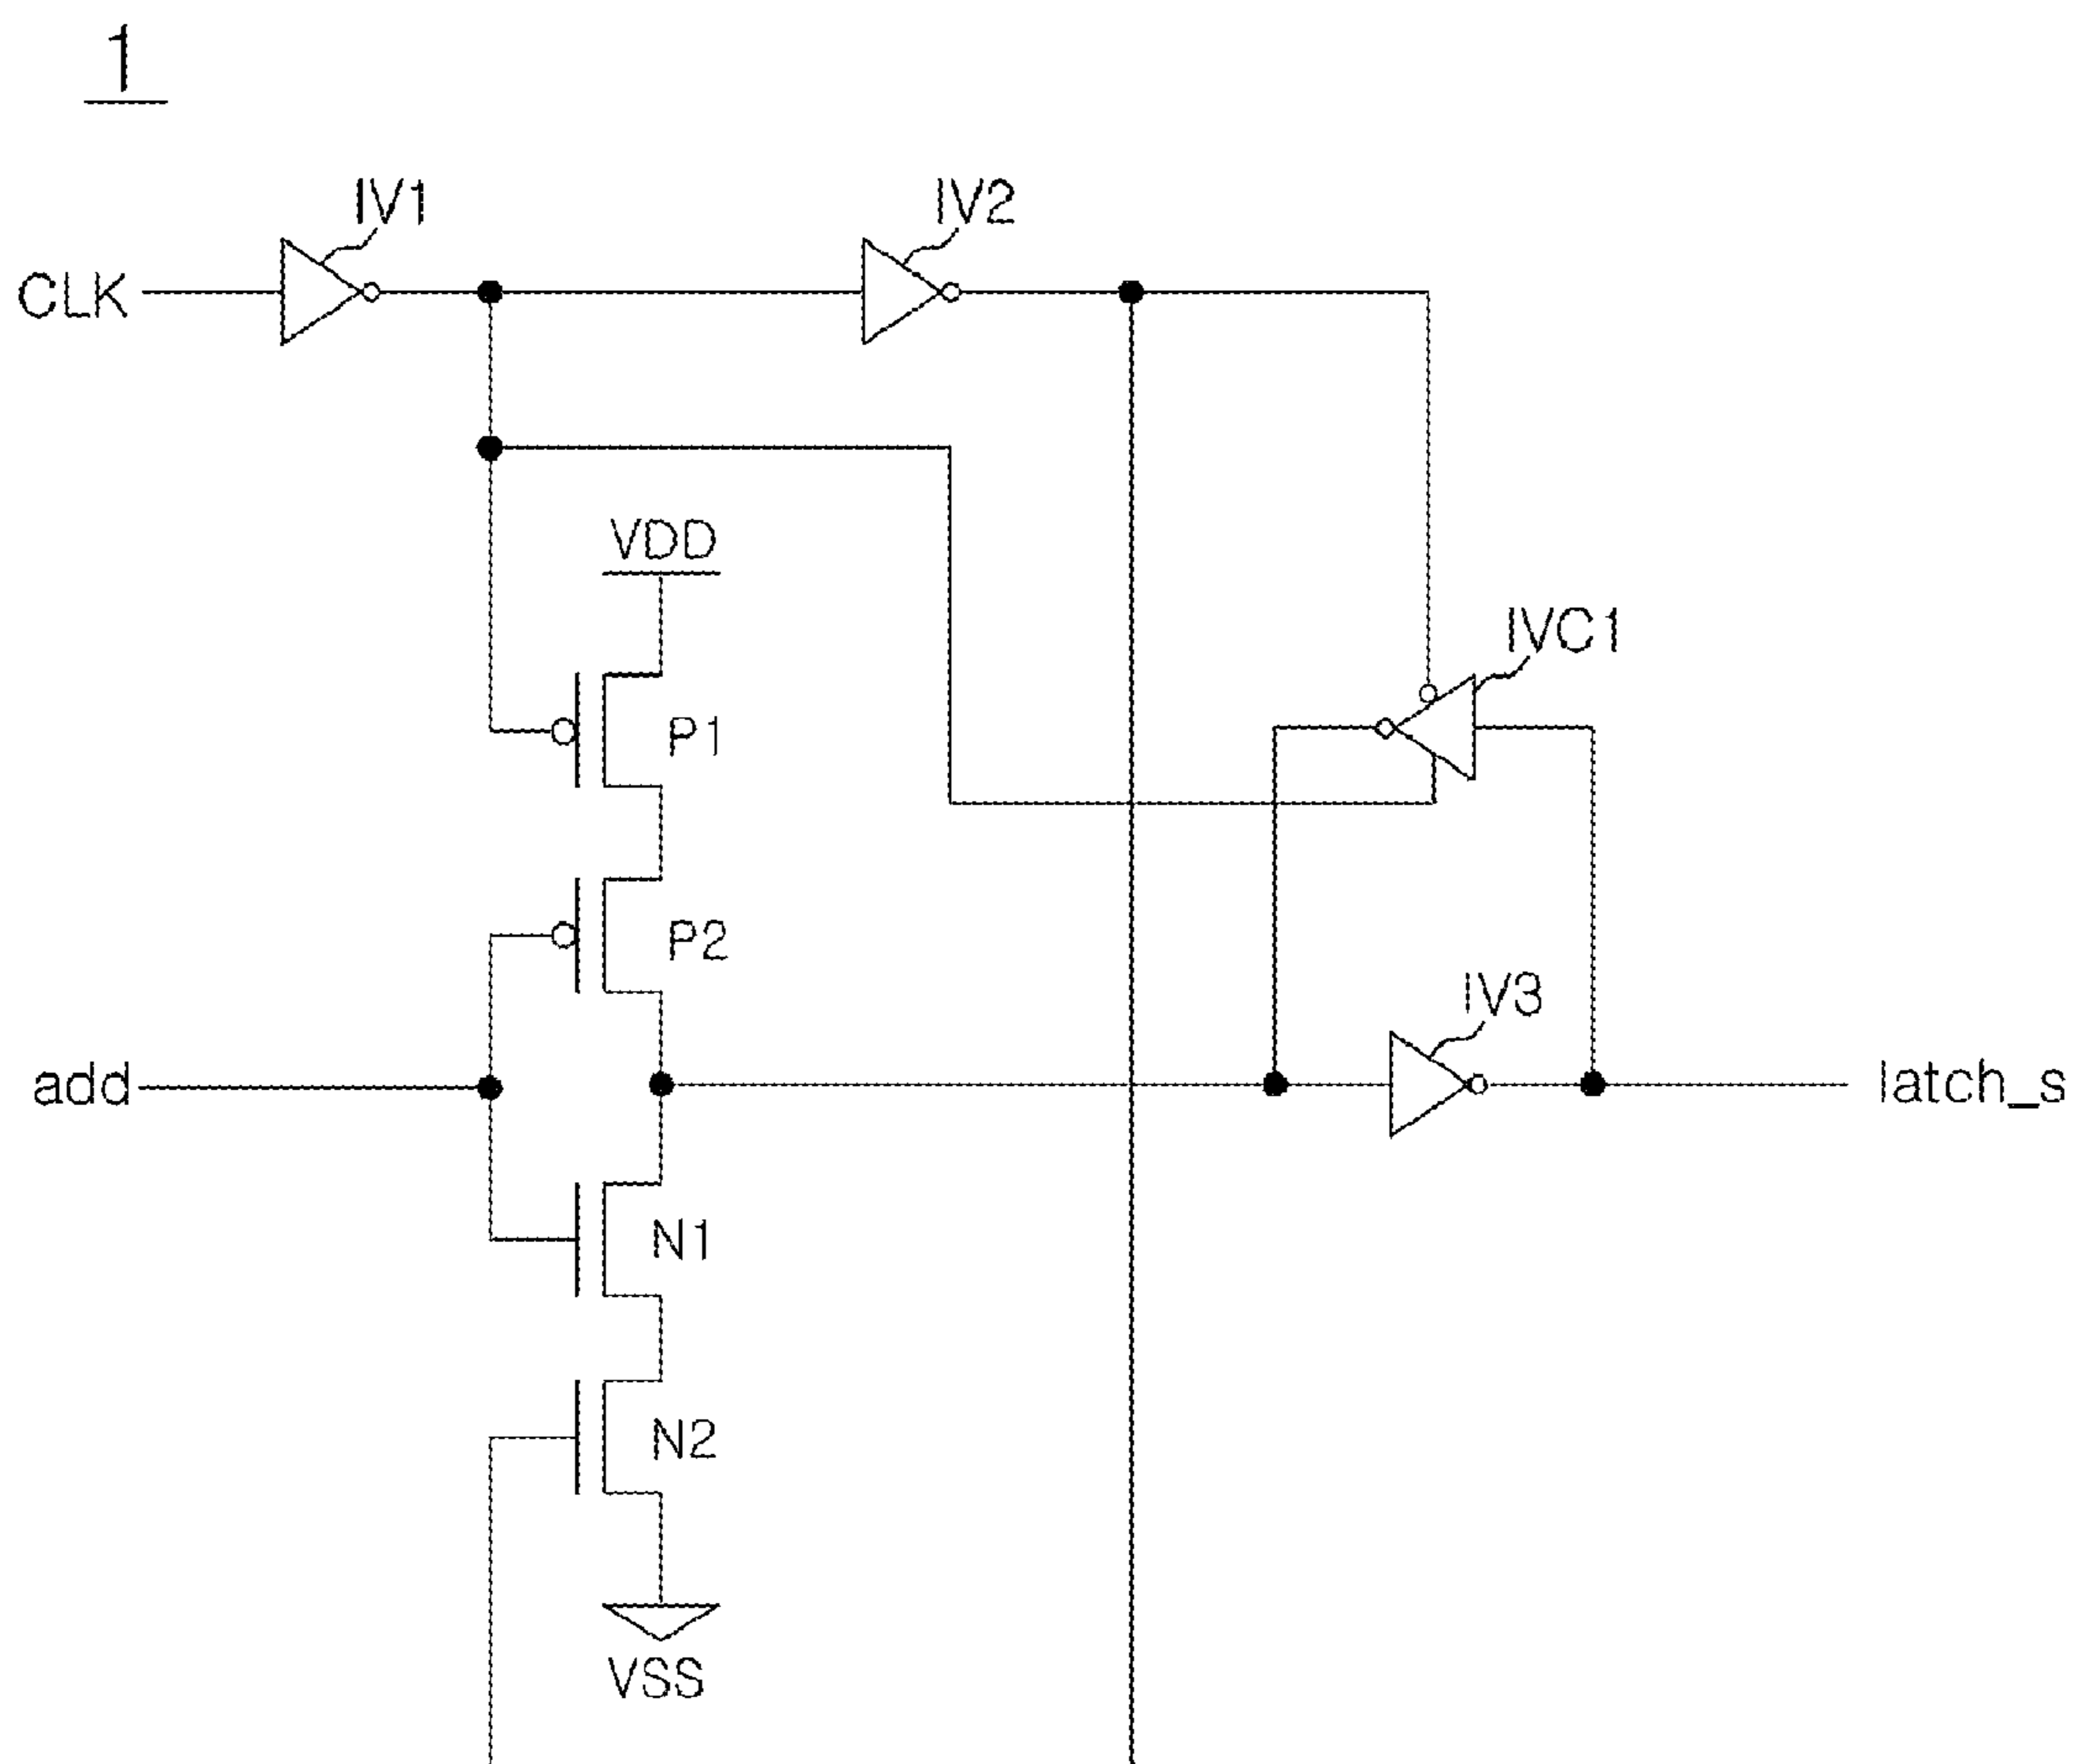 1
IV1
IV2
CLK
VDD
IVC1
P1
P2
IV3
add
latch_s
N1
N2
VSS